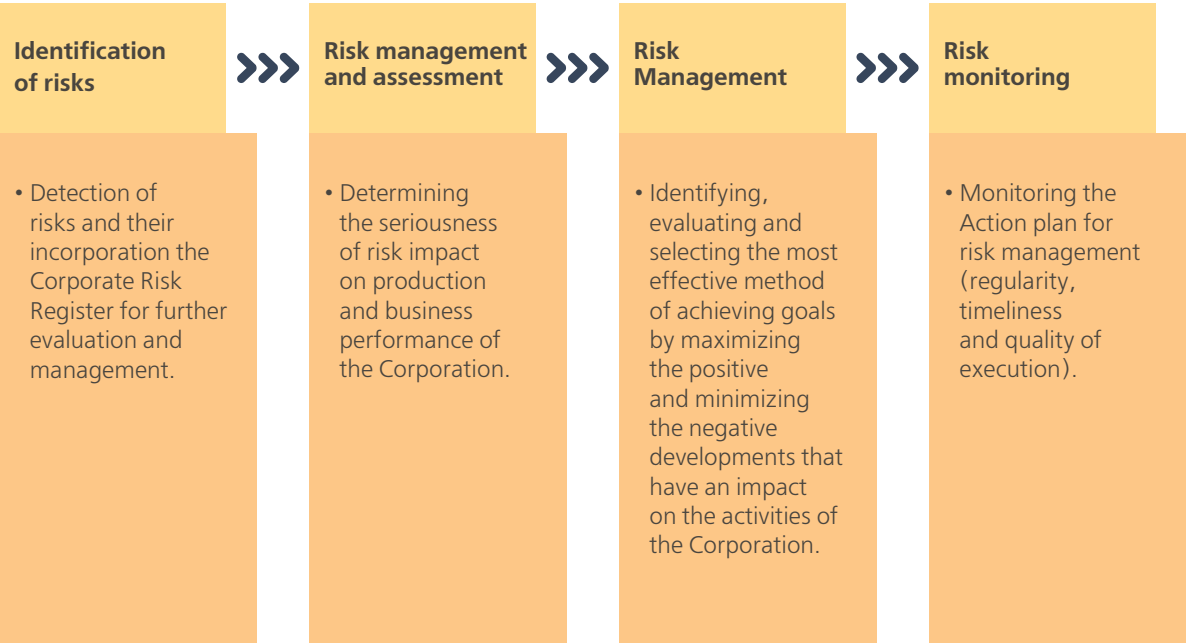 Identification
of risks
Risk management
and assessment
Risk
Management
Risk
monitoring
• Detection of
risks and their
incorporation the
Corporate Risk
Register for further
evaluation and
management.
• Determining
the seriousness
of risk impact
on production
and business
performance of
the Corporation.
• Identifying,
evaluating and
selecting the most
effective method
of achieving goals
by maximizing
the positive
and minimizing
the negative
developments that
have an impact
on the activities of
the Corporation.
• Monitoring the
Action plan for
risk management
(regularity,
timeliness
and quality of
execution).